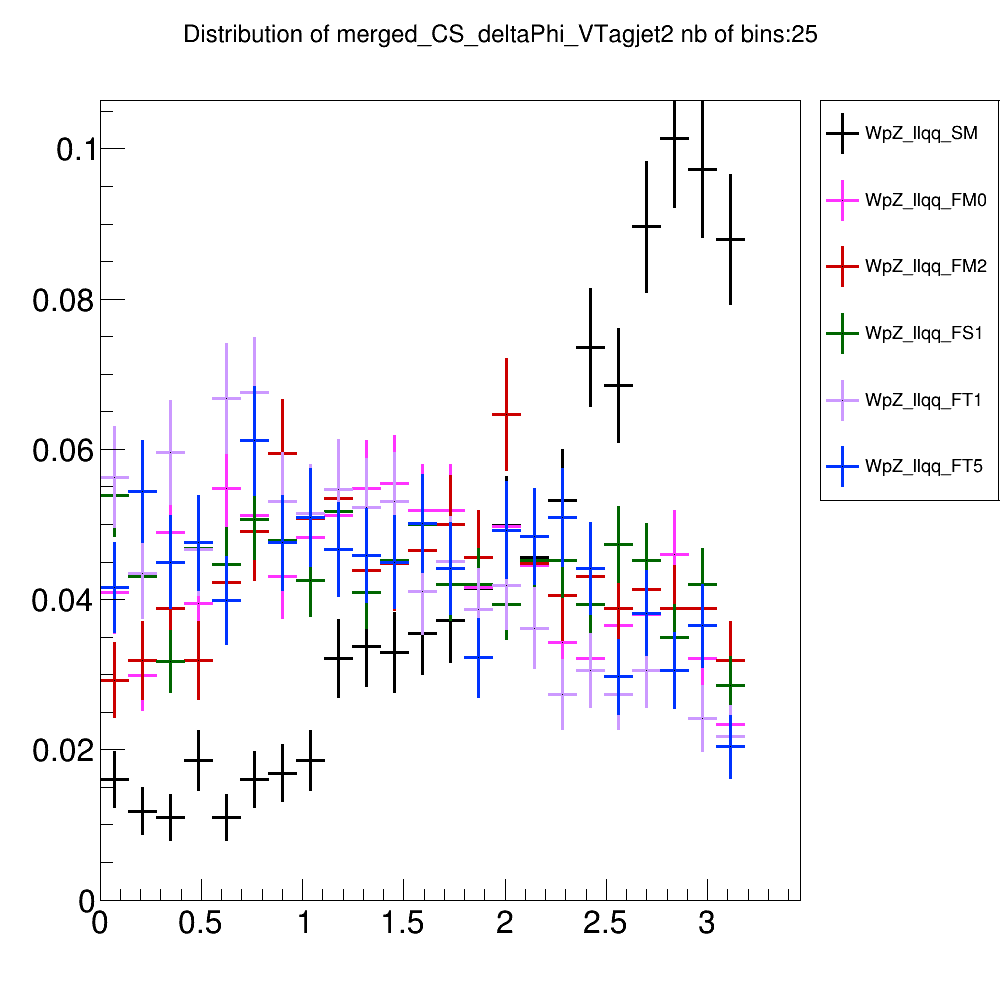 Distribution of merged_CS_deltaPhi_VTagjet2 nb of bins:25
0.1
0.08
0.06
0.04
0.02
0
0 0.5 1 1.5 2 2.5 3
WpZ_llqq_SM
WpZ_llqq_FM0
WpZ_llqq_FM2
WpZ_llqq_FS1
WpZ_llqq_FT1
WpZ_llqq_FT5